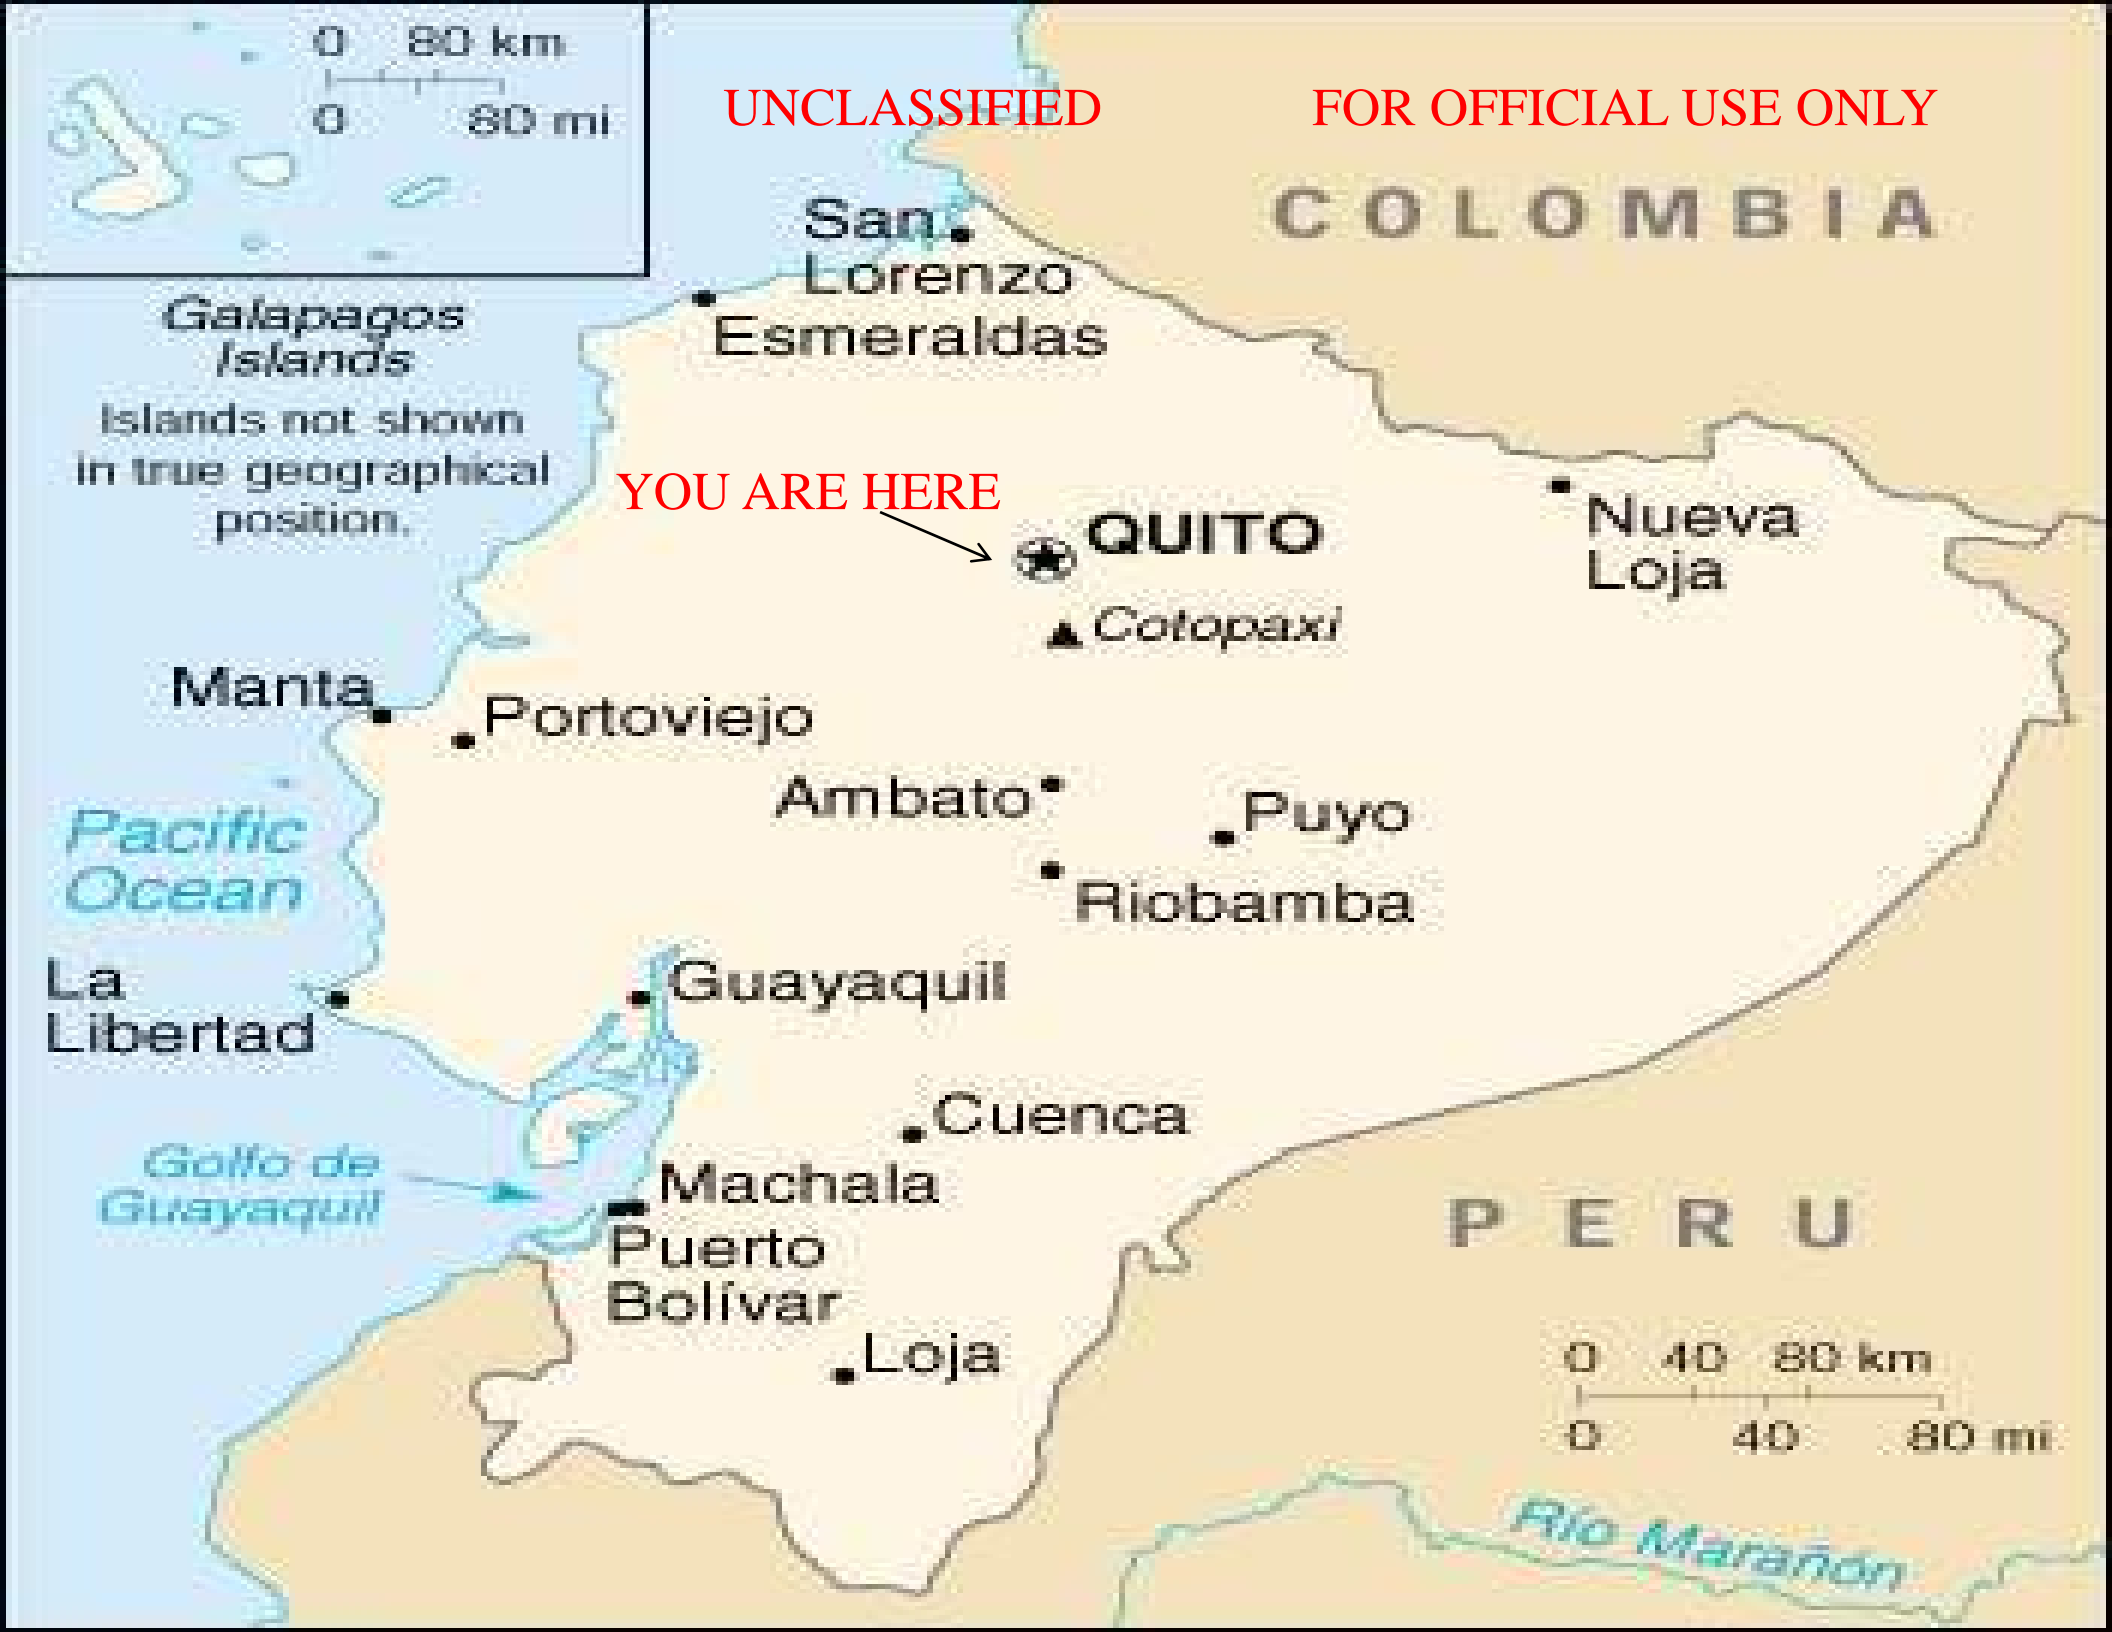 0 80 km
0 80 mi
UNCLASSIFIED
FOR OFFICIAL USE ONLY
COLOMBIA
San
Lorenzo
Galapagos
Islands
Esmeraldas
Islands not shown
in true geographical
position.
YOU ARE HERE
QUITO
Nueva
Loja
Cotopaxi
Manta
Portoviejo
Ambato
Puyo
Pacific
Ocean
Riobamba
La
Libertad
Guayaquil
Cuenca
Golfo de
Guayaquil
Machala
Puerto
Bolívar
PERU
Loja
0 40 80 km
0 40 80 mi
Río Marañón